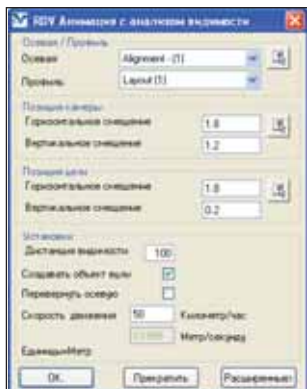 RDV Анимация с анализом видимости
Осевая / Профиль
Осевая Alignment - (1)
Профиль Layout (1)
Позиция камеры
Горизонтальное смещение 1.8
Вертикальное смещение 1.2
Позиция цели
Горизонтальное смещение 1.8
Вертикальное смещение 0.2
Установки
Дистанция видимости 100
Создавать объект
Перевернуть осевую
Скорость движения 50 Километр/час
Метр/секунду
Единицы=Метр
OK. Прекратить Расширенные